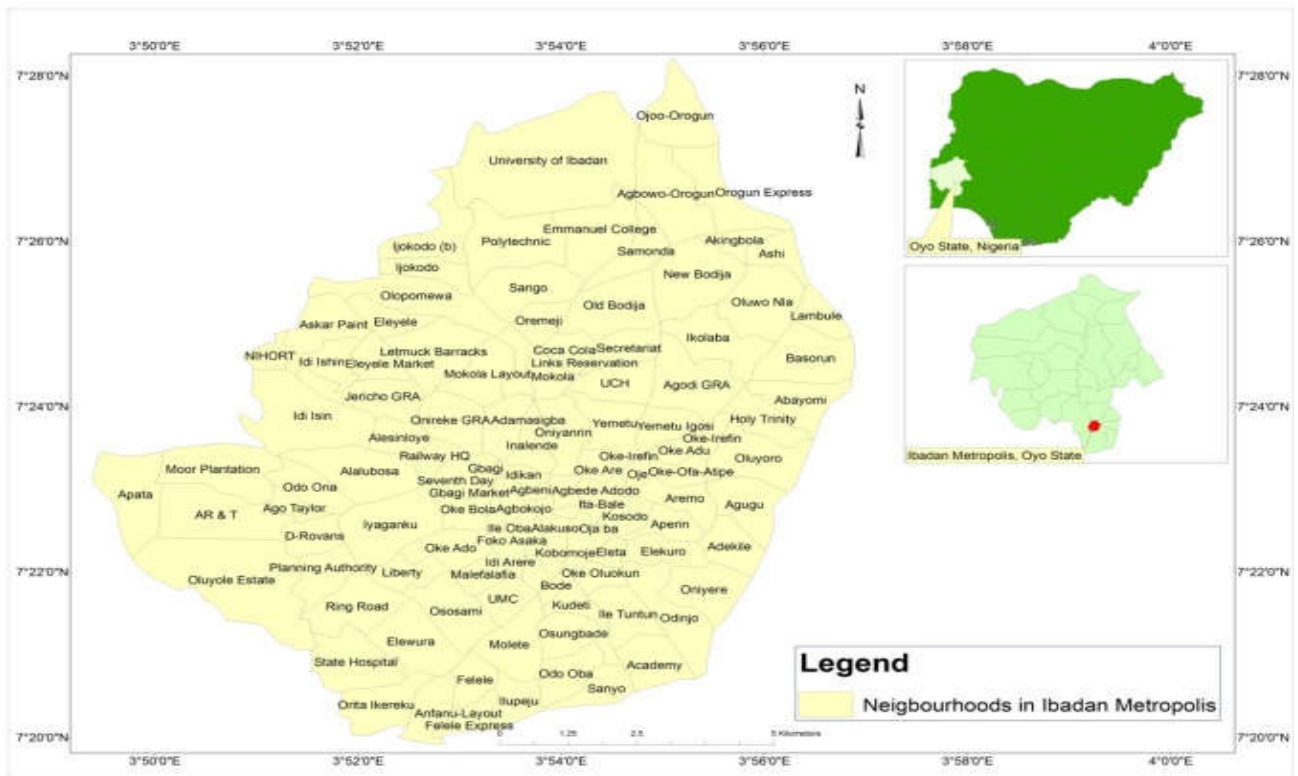 3°50'0"E 3°52'0"E 3°54'0"E 3°56'0"E 3°58'0"E 4°0'0"E
7°28'0"N 7°28'0"N
N
Ojoo-Orogun
University of Ibadan
Agbowo-Orogun Orogun Express
Emmanuel College
7°26'0"N Ijokodo (b) Polytechnic Akingbola 7°26'0"N
Samonda Ashi
Oyo State, Nigeria
Ijokodo New Bodija
Sango
Olopomewa Old Bodija Oluwo Nla
Lambule
Askar Paint Eleyele Oremeji
Ikolaba
NIHORT Letmuck Barracks Coca Cola Secretariat
Idi Ishin Eleyele Market Links Reservation Basorun
Mokola Layout Mokola
UCH Agodi GRA
Jericho GRA Abayomi
7°24'0"N 7°24'0"N
Idi Isin Onireke GRA Adamasigba Yemetu Yemetu Igosi Holy Trinity
Alesinloye Oniyanrin Oke-Irefin
Inalende Oke Adu
Railway HQ Oke-Irefin Oluyoro
Ibadan Metropolis, Oyo State
Moor Plantation Alalubosa Gbagi Idikan Oke Are Oje Oke-Ofa-Atipe
Seventh Day
Apata Odo Ona Gbagi Market Agbeni Agbede Adodo Aremo Agugu
AR & T Ago Taylor Oke Bola Agbokojo Ita-Bale
Iyaganku Kosodo
D-Rovans Ile Oba Alakuso Oja ba Aperin
Oke Ado Foko Asaka Adekile
Kobomoje Eleta Elekuro
7°22'0"N Planning Authority Liberty Idi Arere 7°22'0"N
Oluyole Estate Malefalafia Oke Oluokun
Bode Oniyere
Ring Road UMC Kudeti
Ososami Ile Tuntun Odinjo
Elewura Molete Osungbade
State Hospital Academy
Felele Odo Oba
Sanyo
Orita Ikereku Ilupeju
Anfanu-Layout
Felele Express
Legend
Neigbourhoods in Ibadan Metropolis
0 1.25 2.5 5 Kilometers
7°20'0"N 7°20'0"N
3°50'0"E 3°52'0"E 3°54'0"E 3°56'0"E 3°58'0"E 4°0'0"E